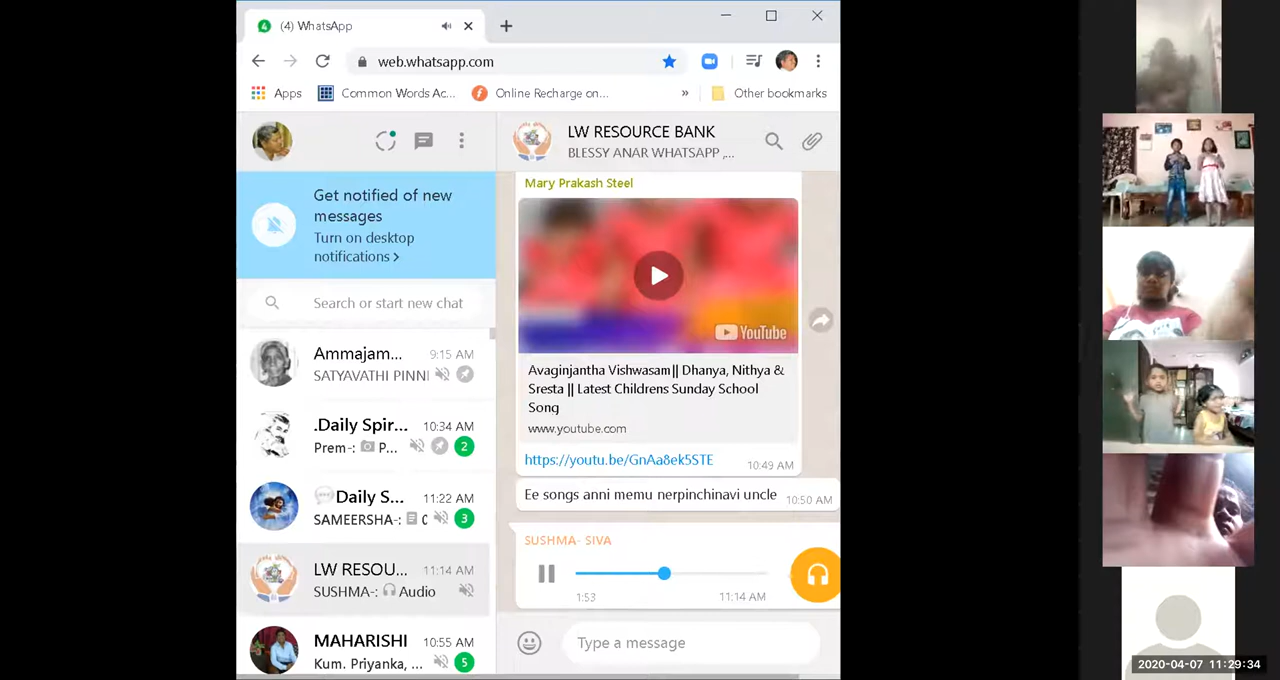 (4) WhatsApp
web.whatsapp.com
Apps
Common Words Ac...
Online Recharge on...
»
Other bookmarks
LW RESOURCE BANK
BLESSY ANAR WHATSAPP ,...
Get notified of new
messages
Turn on desktop
notifications >
Search or start new chat
Ammajam... 9:15 AM
SATYAVATHI PINNI
.Daily Spir... 10:34 AM
Prem-: P... 2
Daily S... 11:22 AM
SAMEERSHA-: 3
LW RESOU... 11:14 AM
SUSHMA-: Audio
MAHARISHI 10:55 AM
Kum. Priyanka, ... 5
Mary Prakash Steel
YouTube
Avaginjantha Vishwasam|| Dhanya, Nithya &
Sresta || Latest Childrens Sunday School
Song
www.youtube.com
https://youtu.be/GnAa8ek5STE 10:49 AM
Ee songs anni memu nerpinchinavi uncle 10:50 AM
SUSHMA- SIVA
1:53 11:14 AM
Type a message
2020-04-07 11:29:34